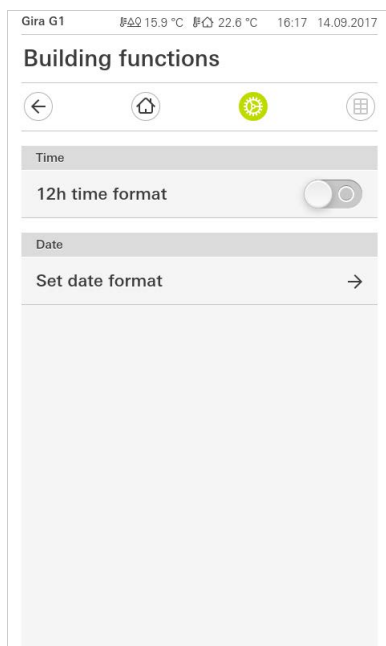 Gira G1 15.9 °C 22.6 °C 16:17 14.09.2017
Building functions
Time
12h time format
Date
Set date format